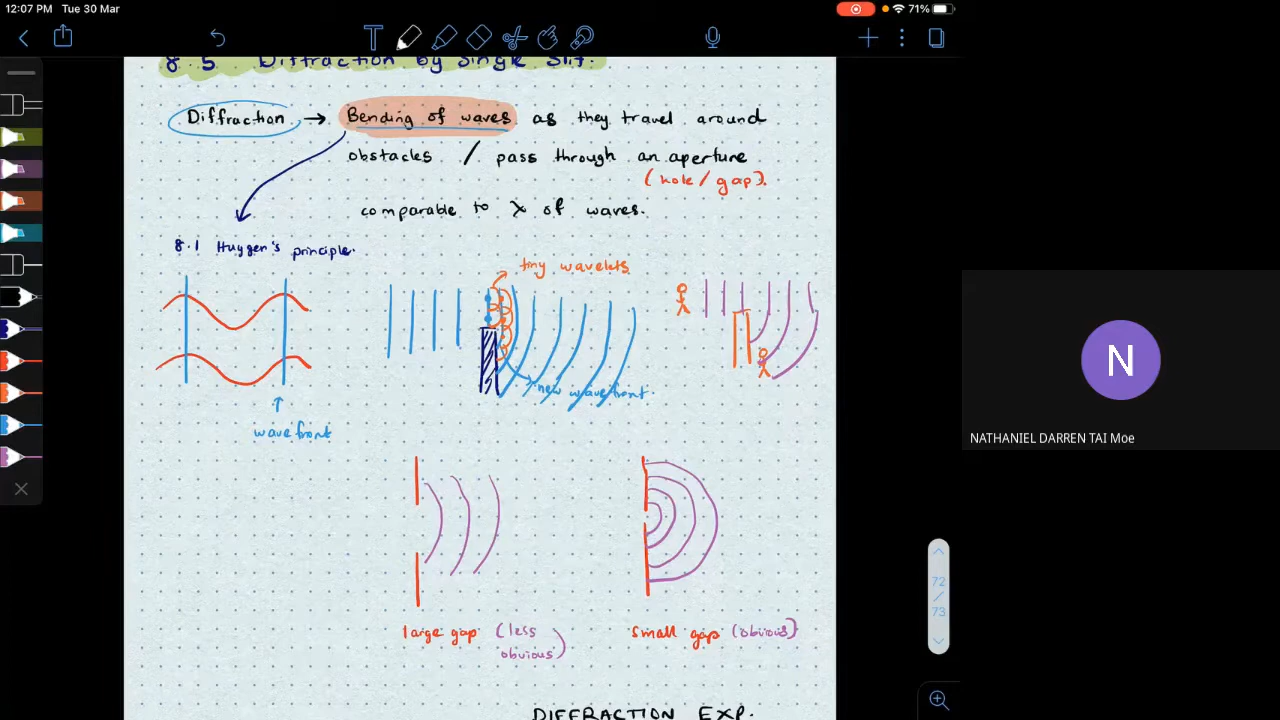 12:07 PM Tue 30 Mar
71%
8.5 Diffraction by Single Slit.
Diffraction → Bending of waves as they travel around
obstacles / pass through an aperture
(hole / gap).
comparable to λ of waves.
8.1 Huygen's principle.
tiny wavelets
new wavefront.
wavefront
large gap (less
obvious)
small gap (obvious)
DIFFRACTION EXP.
72
/
73
N
NATHANIEL DARREN TAI Moe